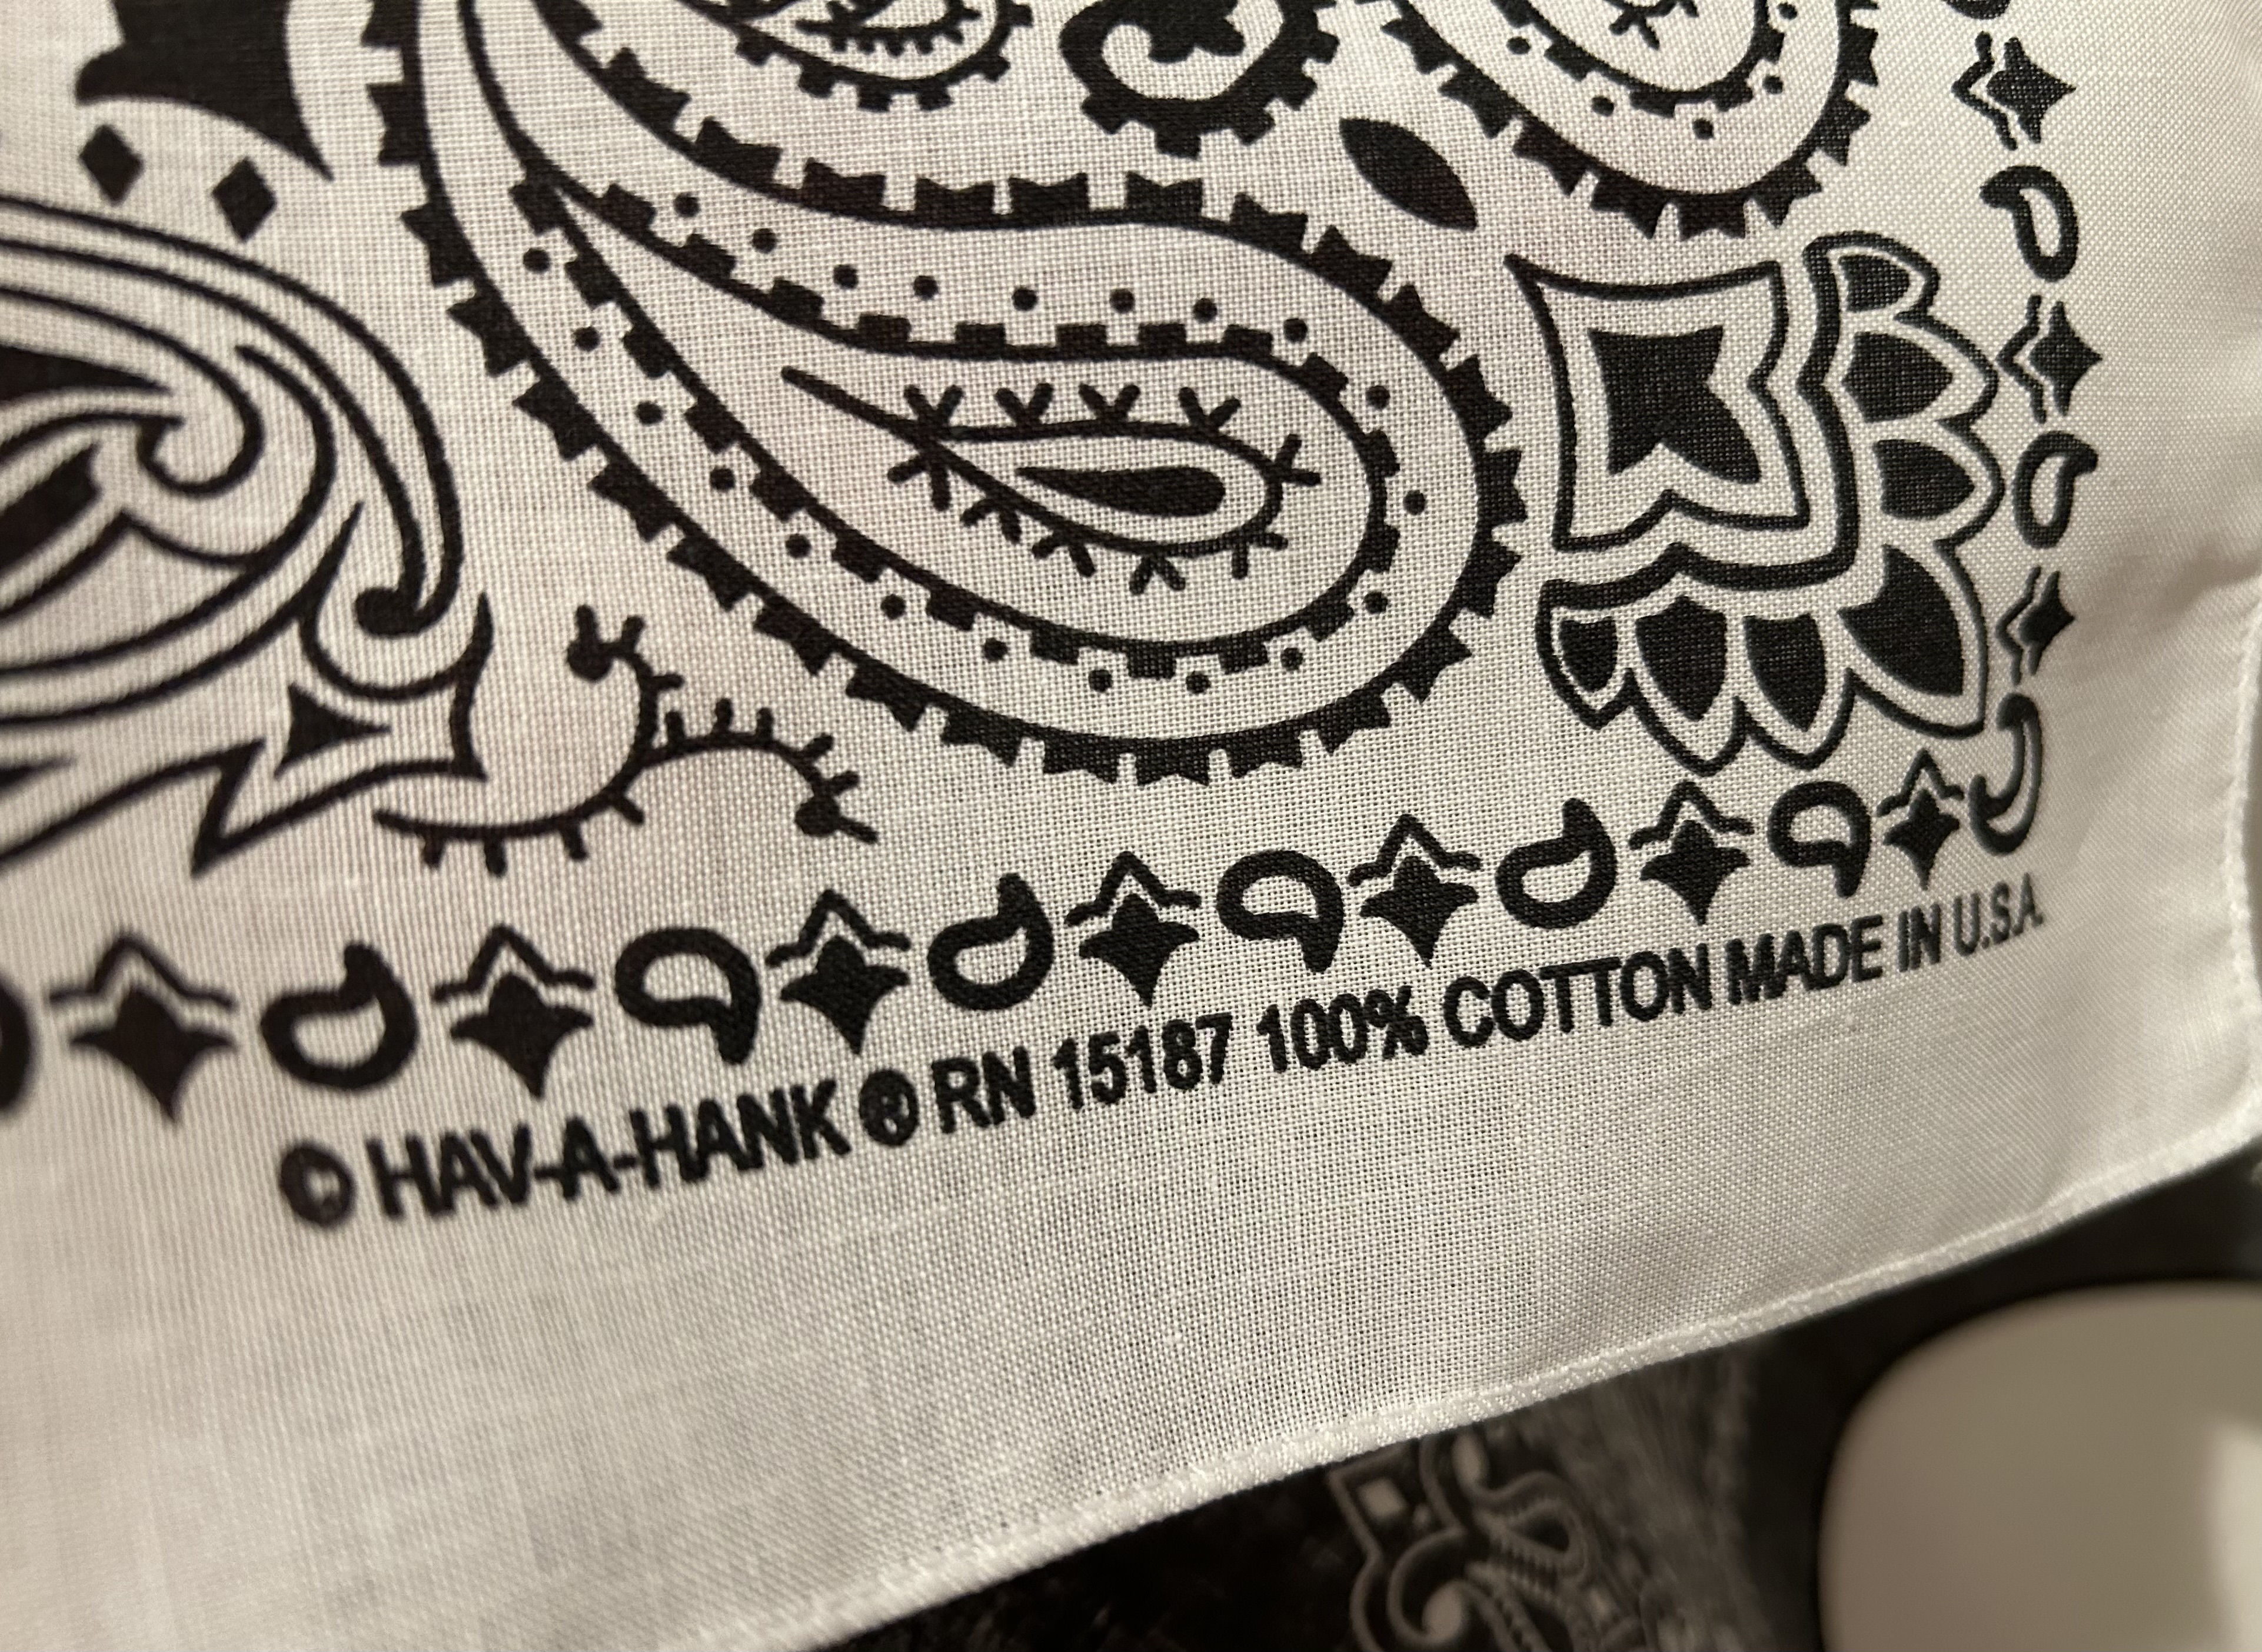 © HAV-A-HANK ® RN 15187 100% COTTON MADE IN U.S.A.